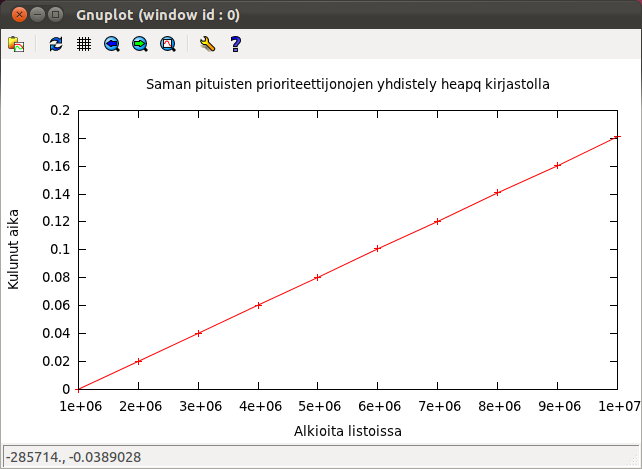 Gnuplot (window id : 0)
Saman pituisten prioriteettijonojen yhdistely heapq kirjastolla
0.2
0.18
0.16
0.14
0.12
0.1
0.08
0.06
0.04
0.02
0
Kulunut aika
1e+06 2e+06 3e+06 4e+06 5e+06 6e+06 7e+06 8e+06 9e+06 1e+07
Alkioita listoissa
-285714., -0.0389028